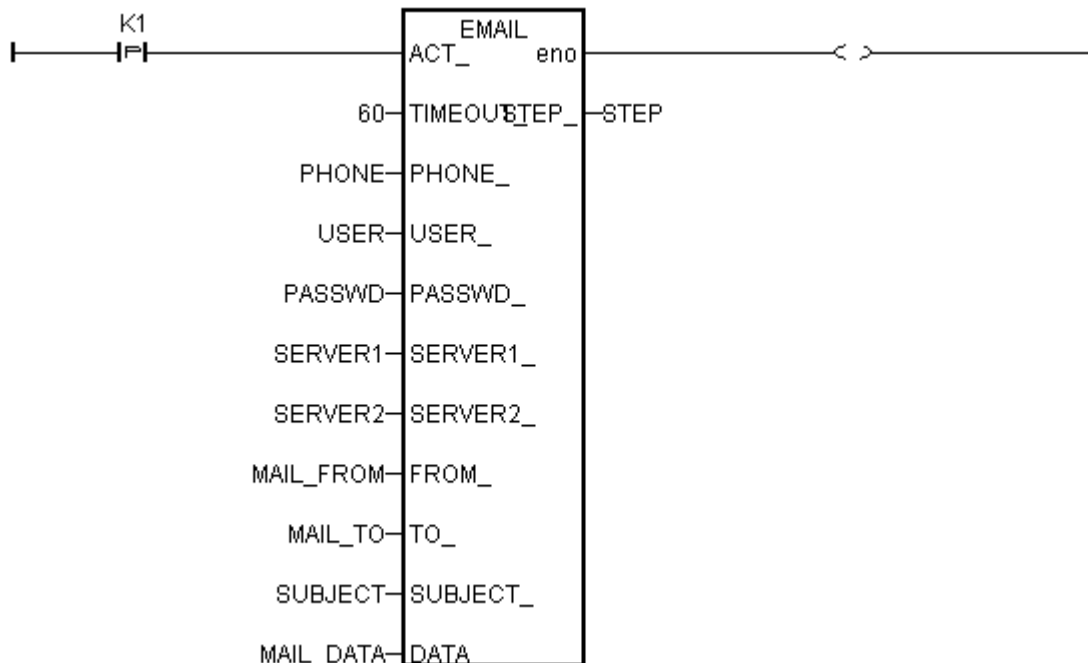 K1
EMAIL
ACT_ eno
P
60 TIMEOUT_ STEP_ STEP
PHONE PHONE_
USER USER_
PASSWD PASSWD_
SERVER1 SERVER1_
SERVER2 SERVER2_
MAIL_FROM FROM_
MAIL_TO TO_
SUBJECT SUBJECT_
MAIL_DATA DATA